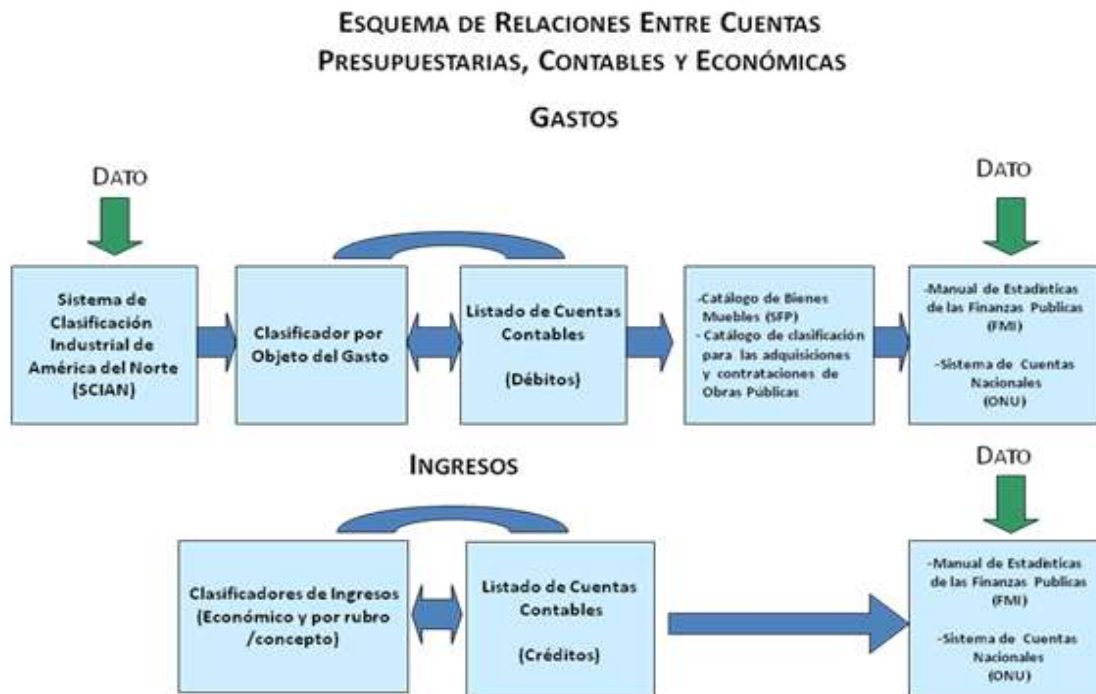 ESQUEMA DE RELACIONES ENTRE CUENTAS
PRESUPUESTARIAS, CONTABLES Y ECONÓMICAS
GASTOS
DATO
DATO
Sistema de
Clasificación
Industrial de
América del Norte
(SCIAN)
Clasificador por
Objeto del Gasto
Listado de Cuentas
Contables
(Débitos)
-Catálogo de Bienes
Muebles (SFP)
- Catálogo de clasificación
para las adquisiciones
y contrataciones de
Obras Públicas
-Manual de Estadísticas
de las Finanzas Publicas
(FMI)
-Sistema de Cuentas
Nacionales
(ONU)
INGRESOS
DATO
Clasificadores de Ingresos
(Económico y por rubro
/concepto)
Listado de Cuentas
Contables
(Créditos)
-Manual de Estadísticas
de las Finanzas Publicas
(FMI)
-Sistema de Cuentas
Nacionales
(ONU)